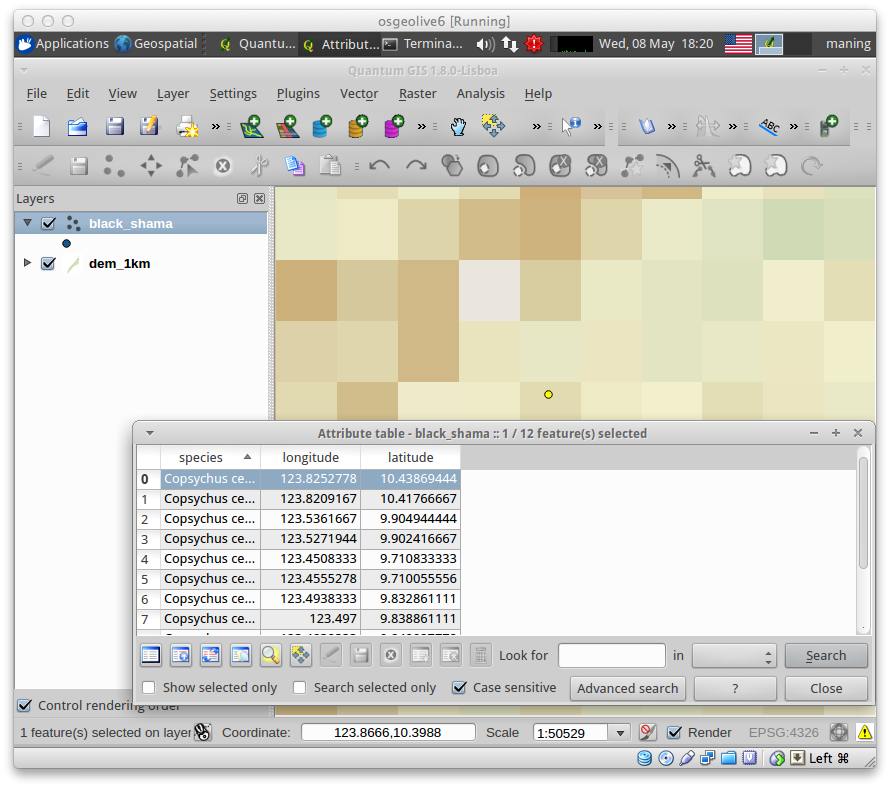 osgeolive6 [Running]
Applications Geospatial Quantu... Attribut... Termina... Wed, 08 May 18:20 maning
Quantum GIS 1.8.0-Lisboa
File Edit View Layer Settings Plugins Vector Raster Analysis Help
» » » » » » »
ABC
Layers
black_shama
dem_1km
Attribute table - black_shama :: 1 / 12 feature(s) selected
species longitude latitude
0 Copsychus ce... 123.8252778 10.43869444
1 Copsychus ce... 123.8209167 10.41766667
2 Copsychus ce... 123.5361667 9.904944444
3 Copsychus ce... 123.5271944 9.902416667
4 Copsychus ce... 123.4508333 9.710833333
5 Copsychus ce... 123.4555278 9.710055556
6 Copsychus ce... 123.4938333 9.832861111
7 Copsychus ce... 123.497 9.838861111
Look for in Search
Show selected only Search selected only Case sensitive Advanced search ? Close
Control rendering order
1 feature(s) selected on layer Coordinate: 123.8666,10.3988 Scale 1:50529 Render EPSG:4326
Left ⌘